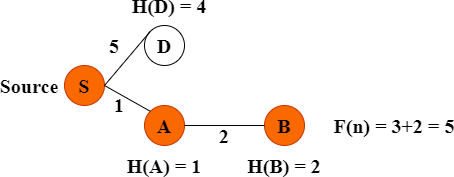 H(D) = 4
5
D
Source
S
1
A
2
B
F(n) = 3+2 = 5
H(A) = 1
H(B) = 2